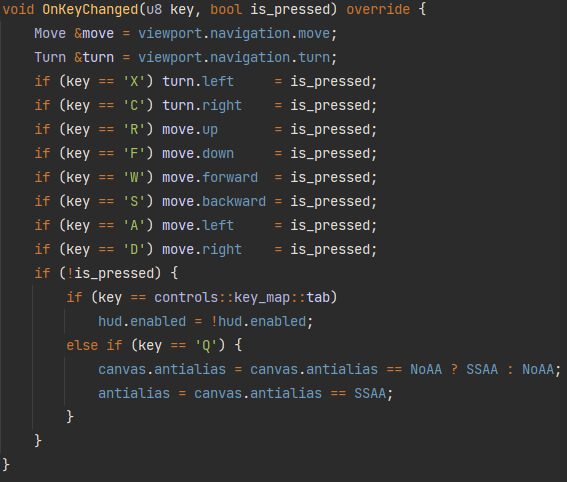 void OnKeyChanged(u8 key, bool is_pressed) override {
    Move &move = viewport.navigation.move;
    Turn &turn = viewport.navigation.turn;
    if (key == 'X') turn.left     = is_pressed;
    if (key == 'C') turn.right    = is_pressed;
    if (key == 'R') move.up       = is_pressed;
    if (key == 'F') move.down     = is_pressed;
    if (key == 'W') move.forward  = is_pressed;
    if (key == 'S') move.backward = is_pressed;
    if (key == 'A') move.left     = is_pressed;
    if (key == 'D') move.right    = is_pressed;
    if (!is_pressed) {
        if (key == controls::key_map::tab)
            hud.enabled = !hud.enabled;
        else if (key == 'Q') {
            canvas.antialias = canvas.antialias == NoAA ? SSAA : NoAA;
            antialias = canvas.antialias == SSAA;
        }
    }
}